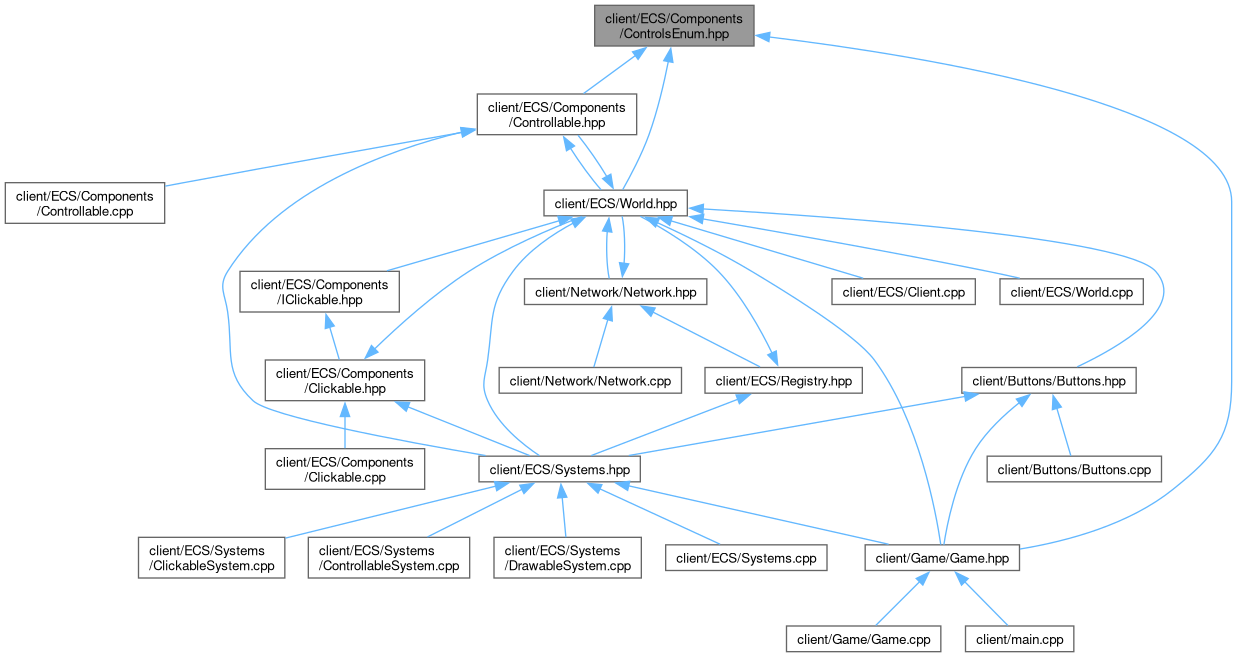 client/ECS/Components
/ControlsEnum.hpp
client/ECS/Components
/Controllable.hpp
client/ECS/Components
/Controllable.cpp
client/ECS/World.hpp
client/ECS/Components
/IClickable.hpp
client/Network/Network.hpp
client/ECS/Client.cpp
client/ECS/World.cpp
client/ECS/Components
/Clickable.hpp
client/Network/Network.cpp
client/ECS/Registry.hpp
client/Buttons/Buttons.hpp
client/ECS/Components
/Clickable.cpp
client/ECS/Systems.hpp
client/Buttons/Buttons.cpp
client/ECS/Systems
/ClickableSystem.cpp
client/ECS/Systems
/ControllableSystem.cpp
client/ECS/Systems
/DrawableSystem.cpp
client/ECS/Systems.cpp
client/Game/Game.hpp
client/Game/Game.cpp
client/main.cpp